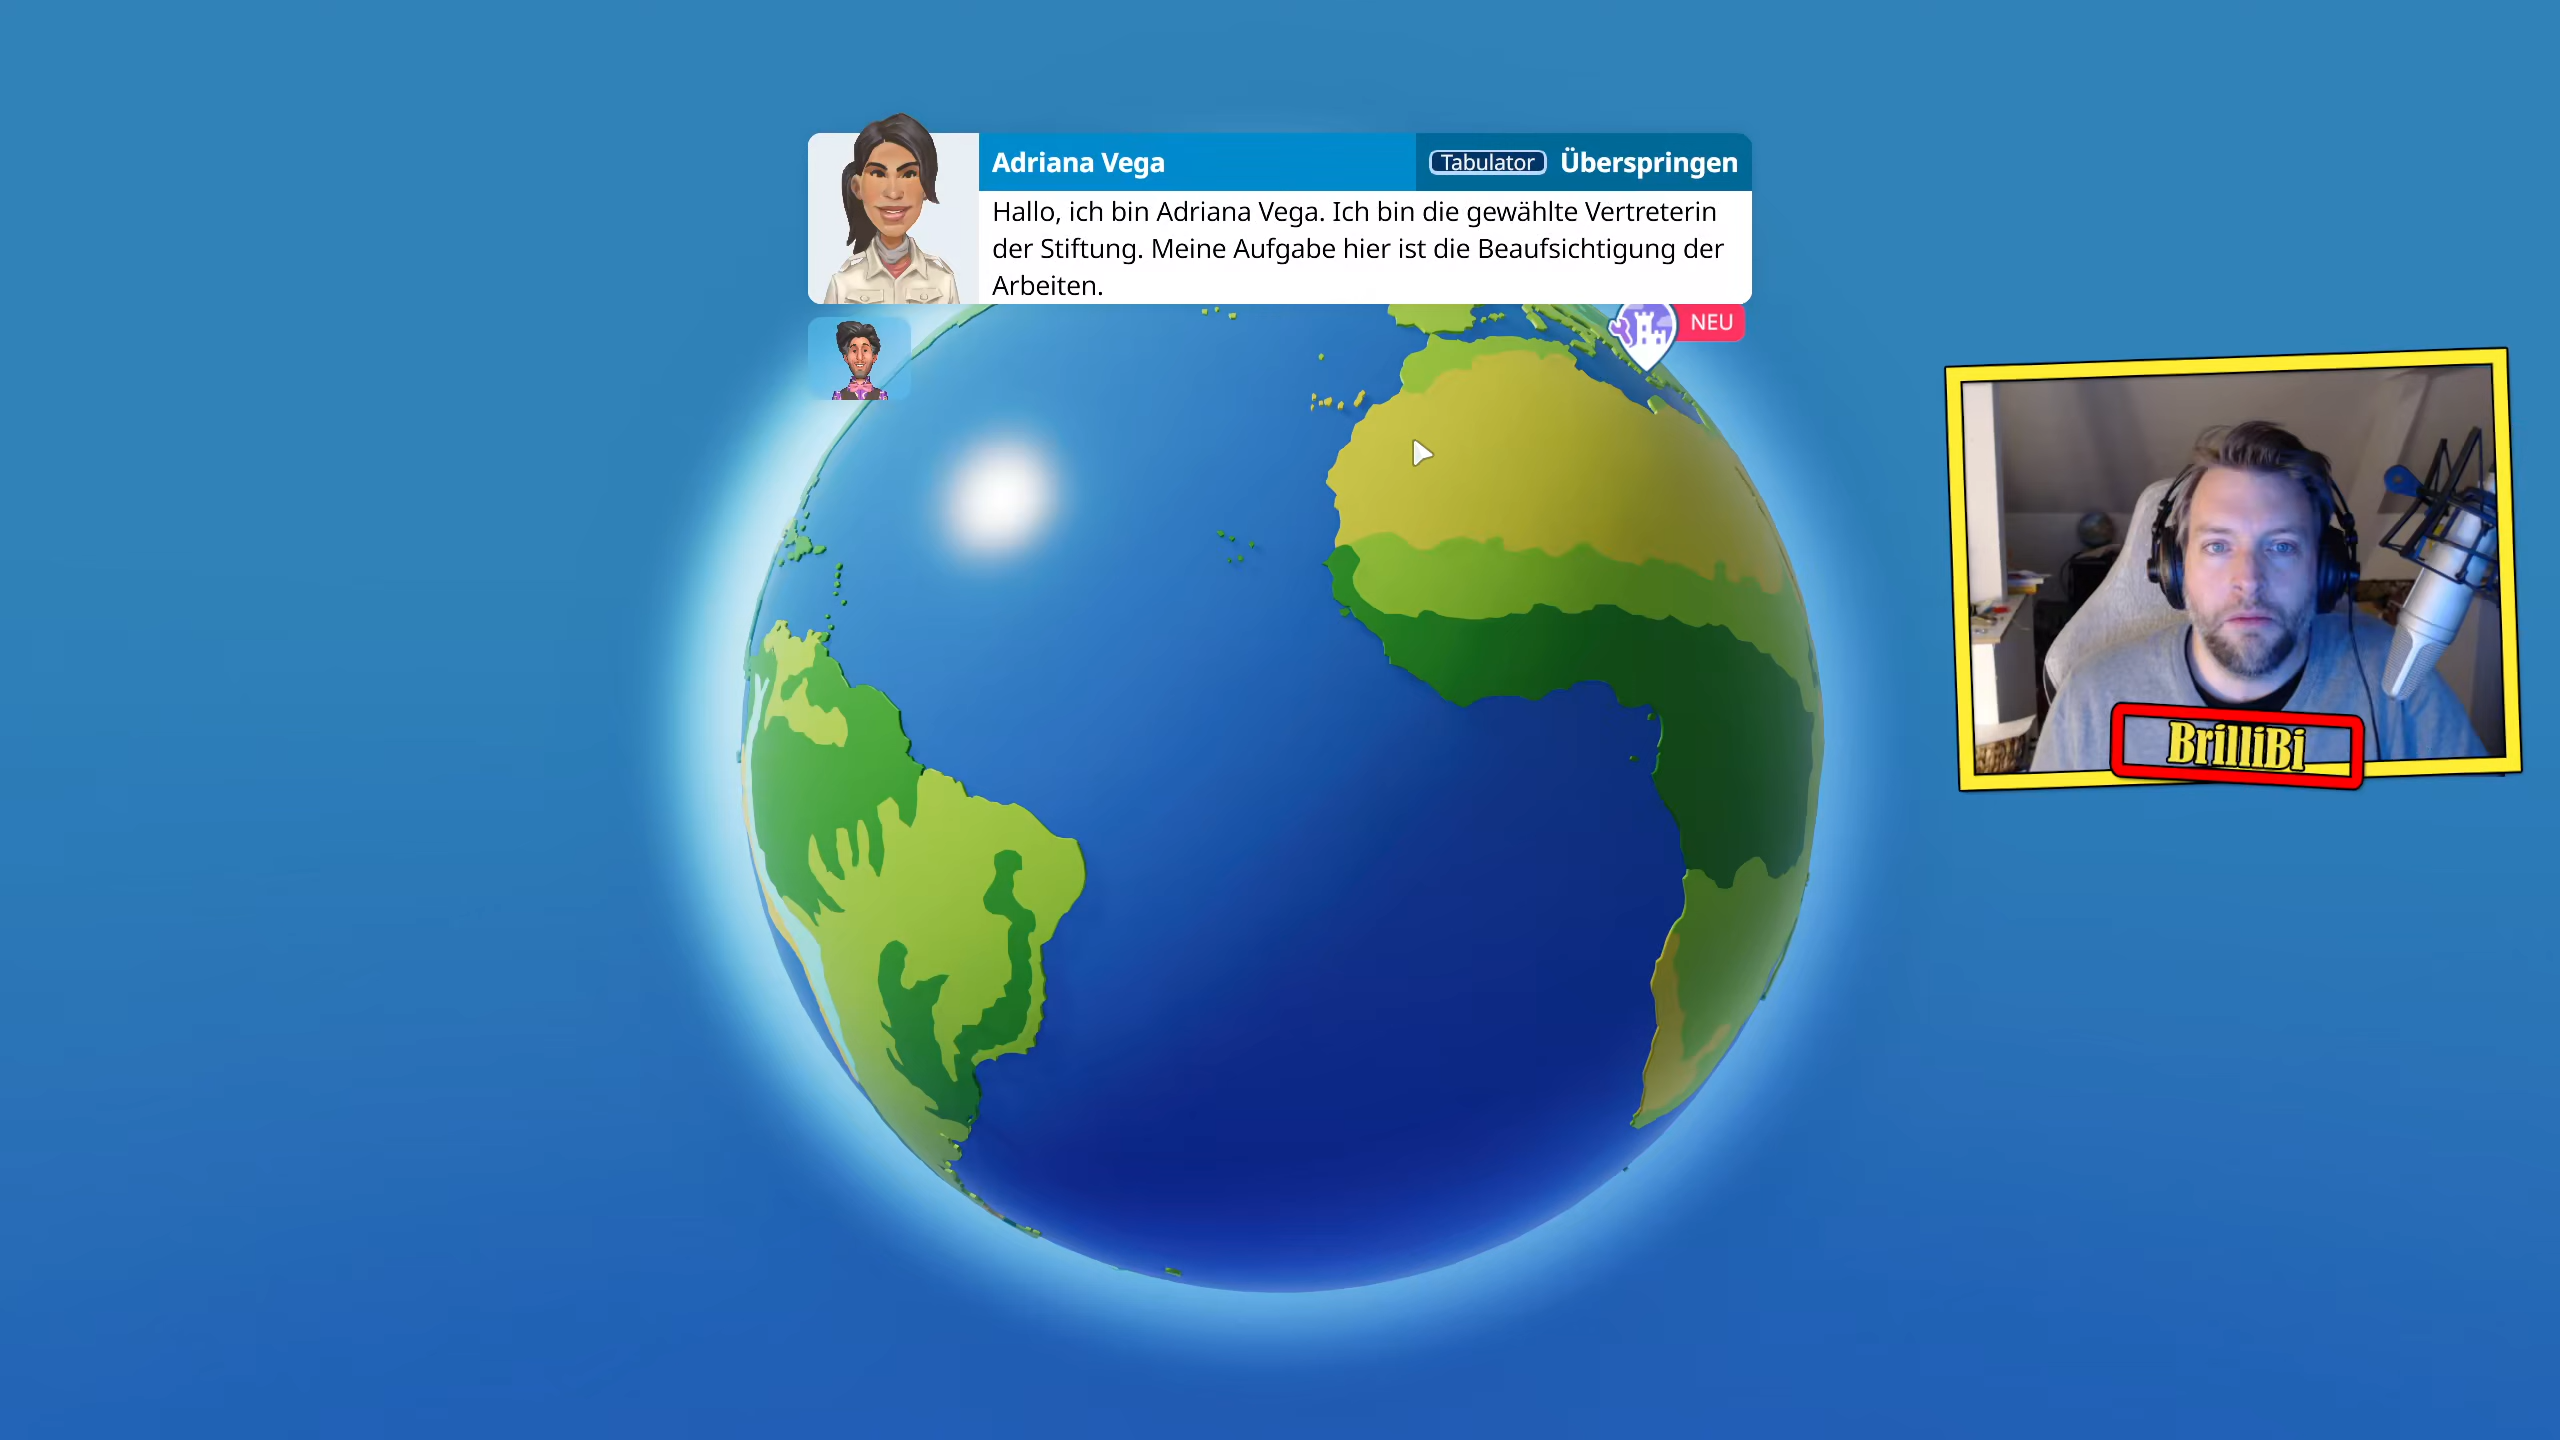 Adriana Vega
Tabulator Überspringen
Hallo, ich bin Adriana Vega. Ich bin die gewählte Vertreterin
der Stiftung. Meine Aufgabe hier ist die Beaufsichtigung der
Arbeiten.
NEU
BrilliBi